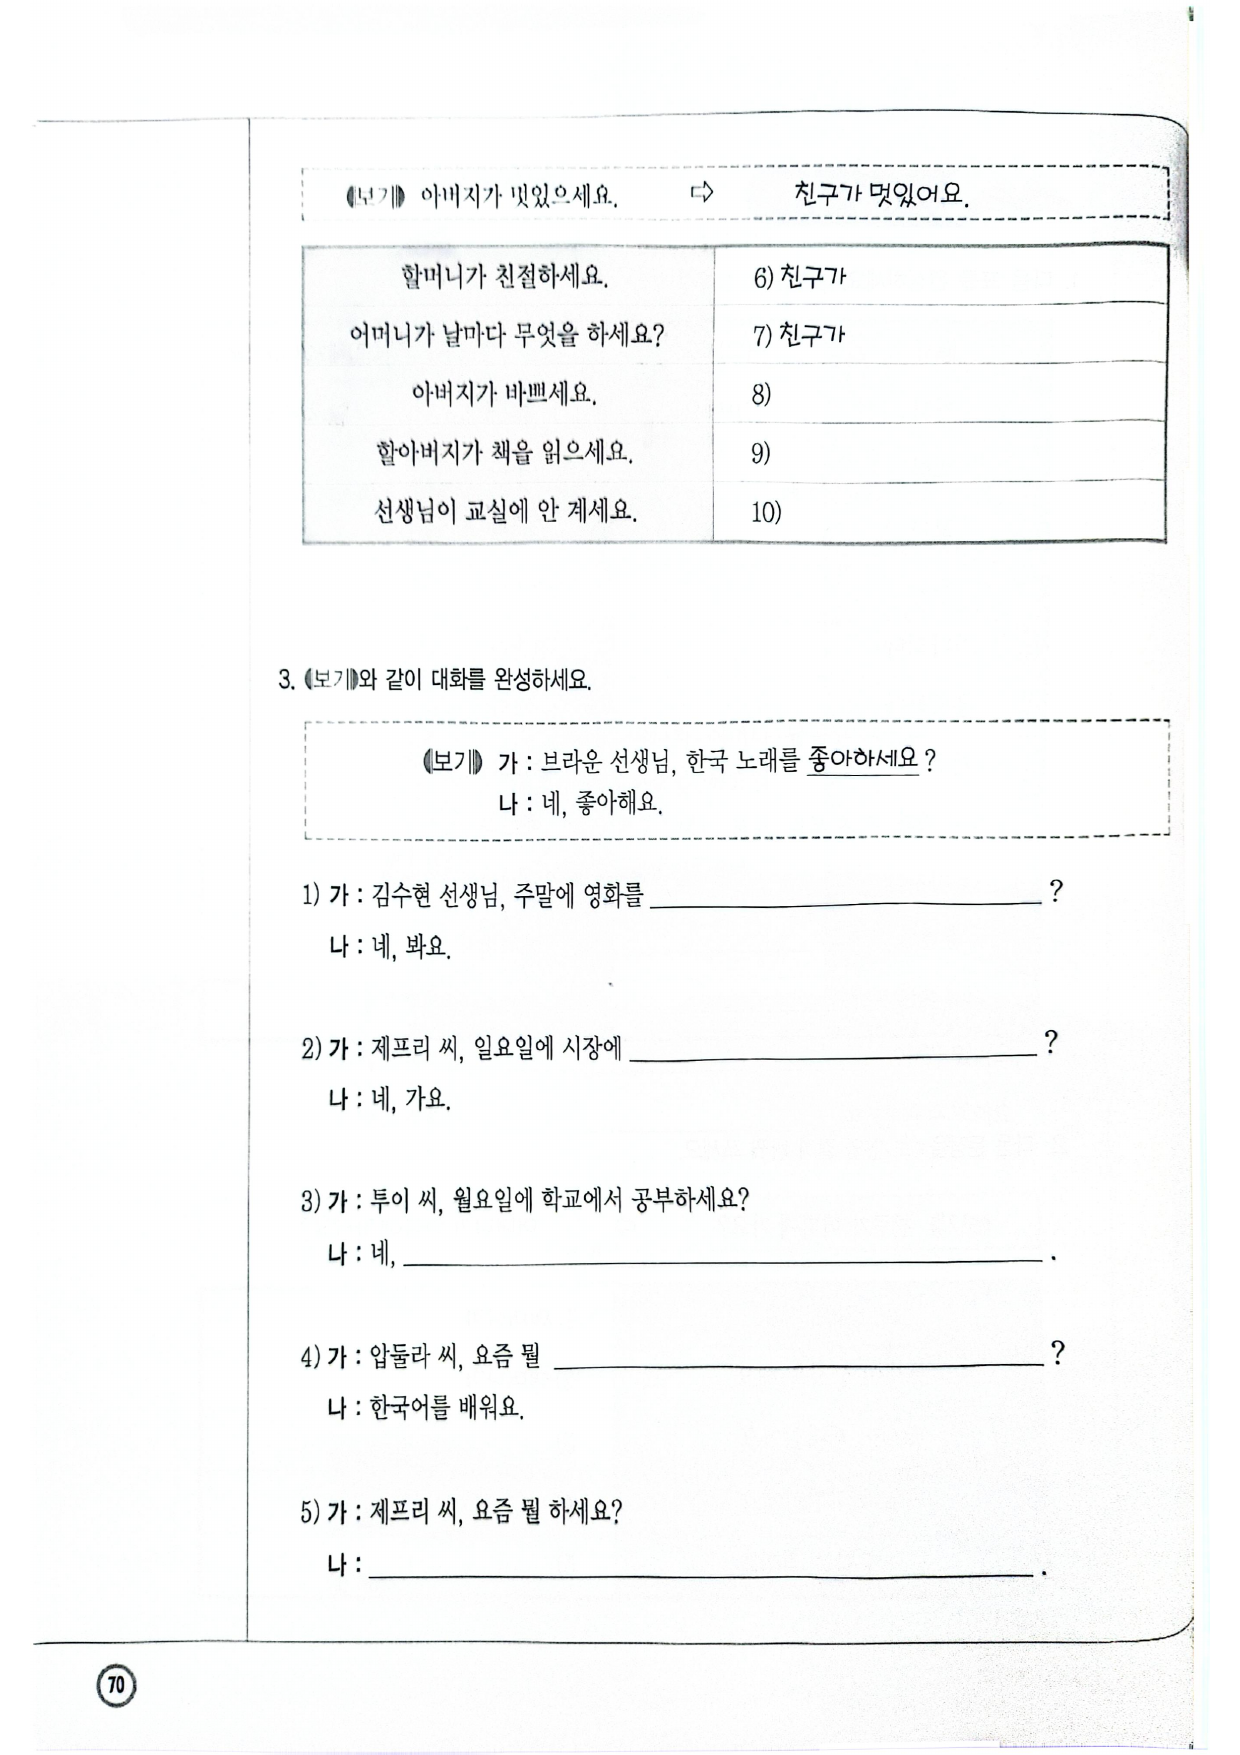 《보기》 아버지가 멋있으세요. ⇨ 친구가 멋있어요.
할머니가 친절하세요. 6) 친구가
어머니가 날마다 무엇을 하세요? 7) 친구가
아버지가 바쁘세요. 8)
할아버지가 책을 읽으세요. 9)
선생님이 교실에 안 계세요. 10)
3. 《보기》와 같이 대화를 완성하세요.
《보기》 가 : 브라운 선생님, 한국 노래를 좋아하세요?
나 : 네, 좋아해요.
1) 가 : 김수현 선생님, 주말에 영화를 ?
나 : 네, 봐요.
2) 가 : 제프리 씨, 일요일에 시장에 ?
나 : 네, 가요.
3) 가 : 투이 씨, 월요일에 학교에서 공부하세요?
나 : 네, .
4) 가 : 압둘라 씨, 요즘 뭘 ?
나 : 한국어를 배워요.
5) 가 : 제프리 씨, 요즘 뭘 하세요?
나 : .
70